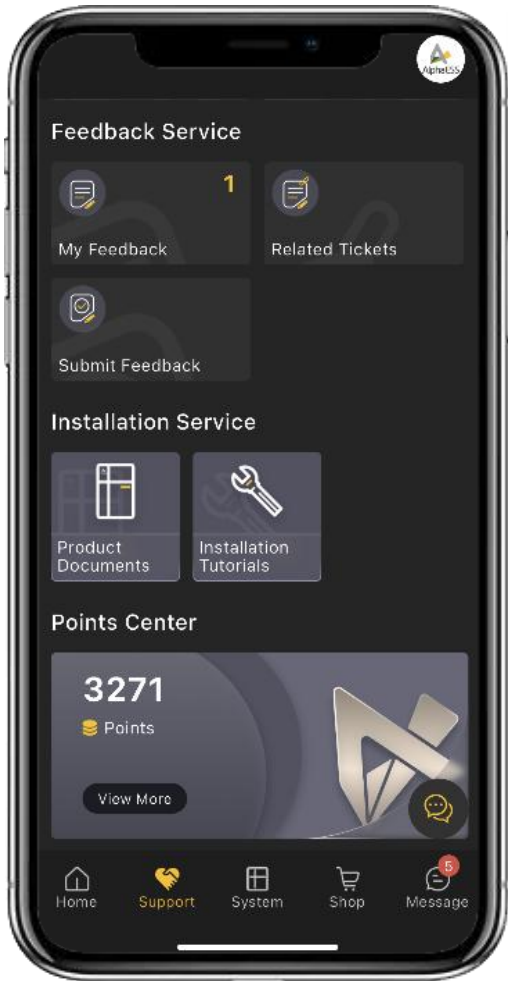 AlphaESS
Feedback Service
1
My Feedback
Related Tickets
Submit Feedback
Installation Service
Product
Documents
Installation
Tutorials
Points Center
3271
Points
View More
5
Home
Support
System
Shop
Message